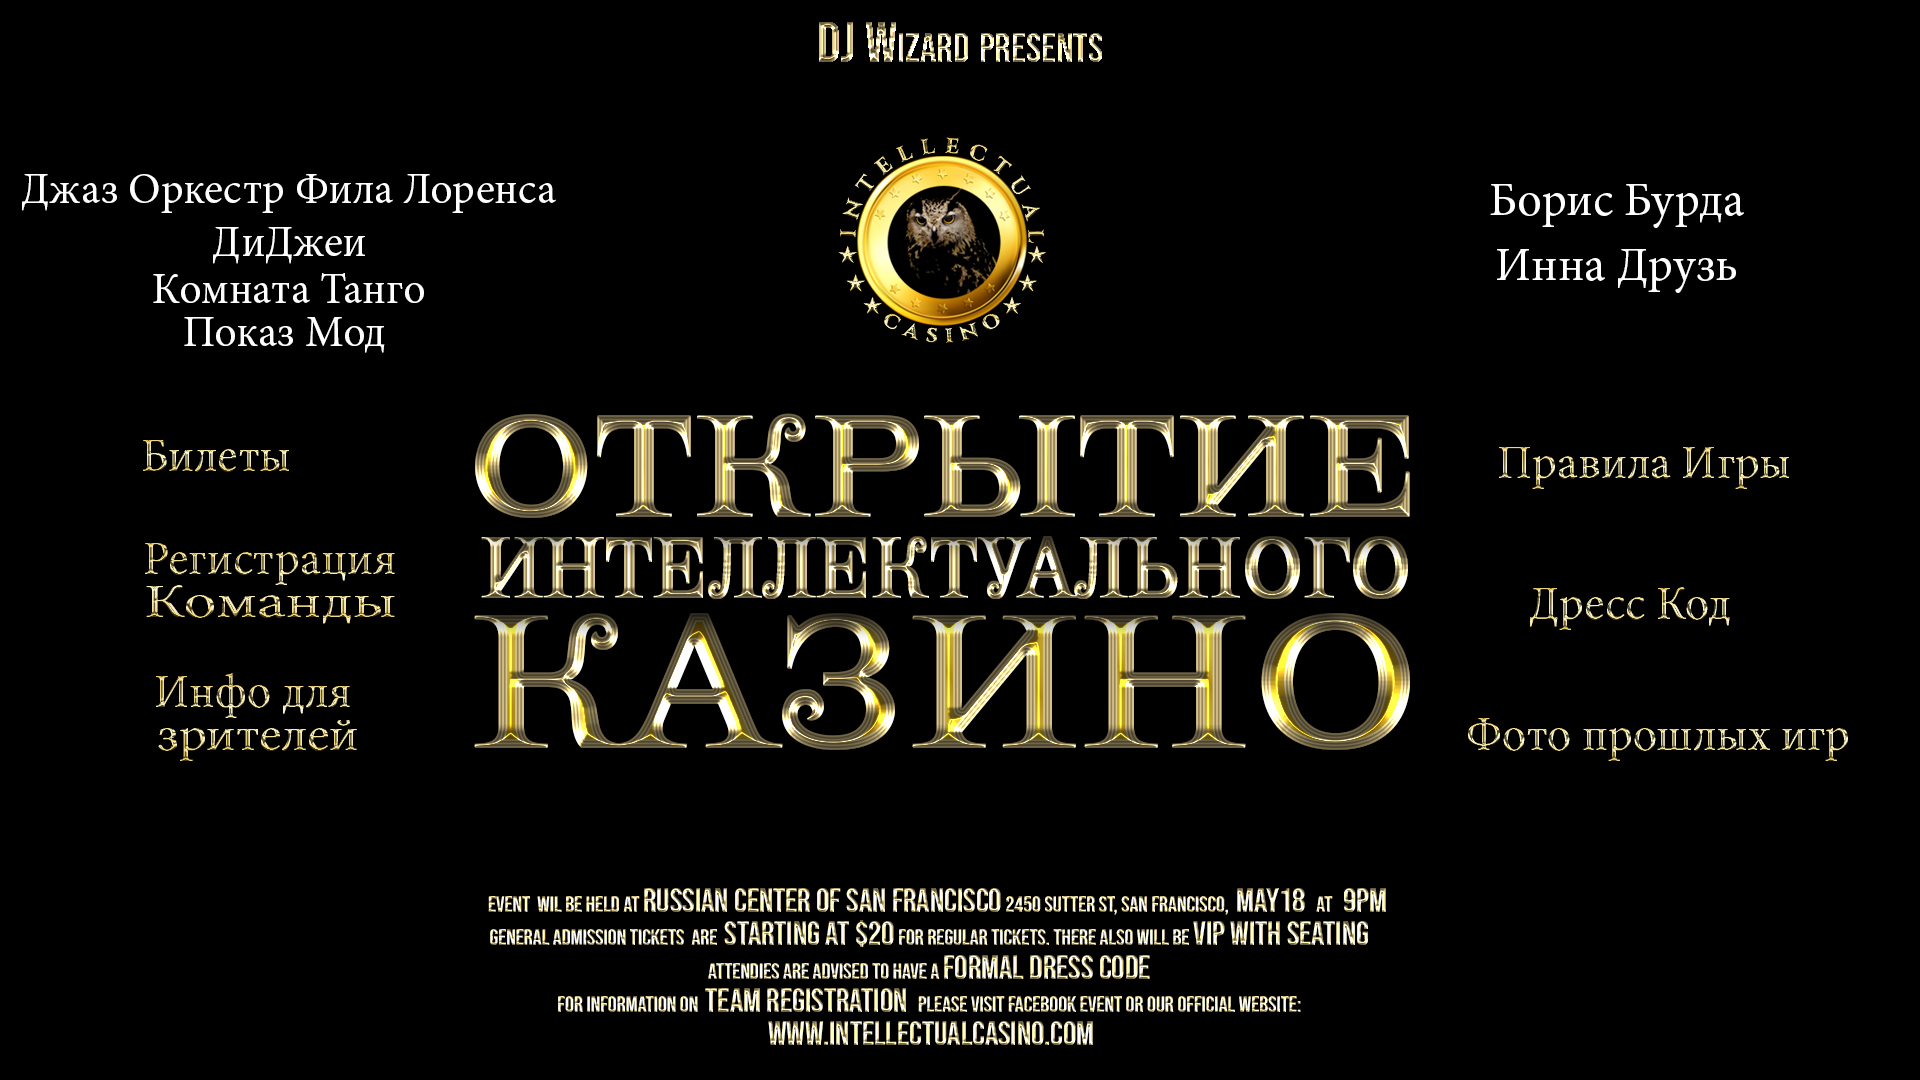 DJ Wizard presents
INTELLECTUAL
CASINO
Джаз Оркестр Фила Лоренса
ДиДжеи
Комната Танго
Показ Мод
Борис Бурда
Инна Друзь
Билеты
Регистрация
Команды
Инфо для
зрителей
ОТКРЫТИЕ
ИНТЕЛЛЕКТУАЛЬНОГО
КАЗИНО
Правила Игры
Дресс Код
Фото прошлых игр
EVENT WIL BE HELD AT RUSSIAN CENTER OF SAN FRANCISCO 2450 SUTTER ST, SAN FRANCISCO, MAY18 AT 9PM
GENERAL ADMISSION TICKETS ARE STARTING AT $20 FOR REGULAR TICKETS. THERE ALSO WILL BE VIP WITH SEATING
ATTENDIES ARE ADVISED TO HAVE A FORMAL DRESS CODE
FOR INFORMATION ON TEAM REGISTRATION PLEASE VISIT FACEBOOK EVENT OR OUR OFFICIAL WEBSITE:
WWW.INTELLECTUALCASINO.COM